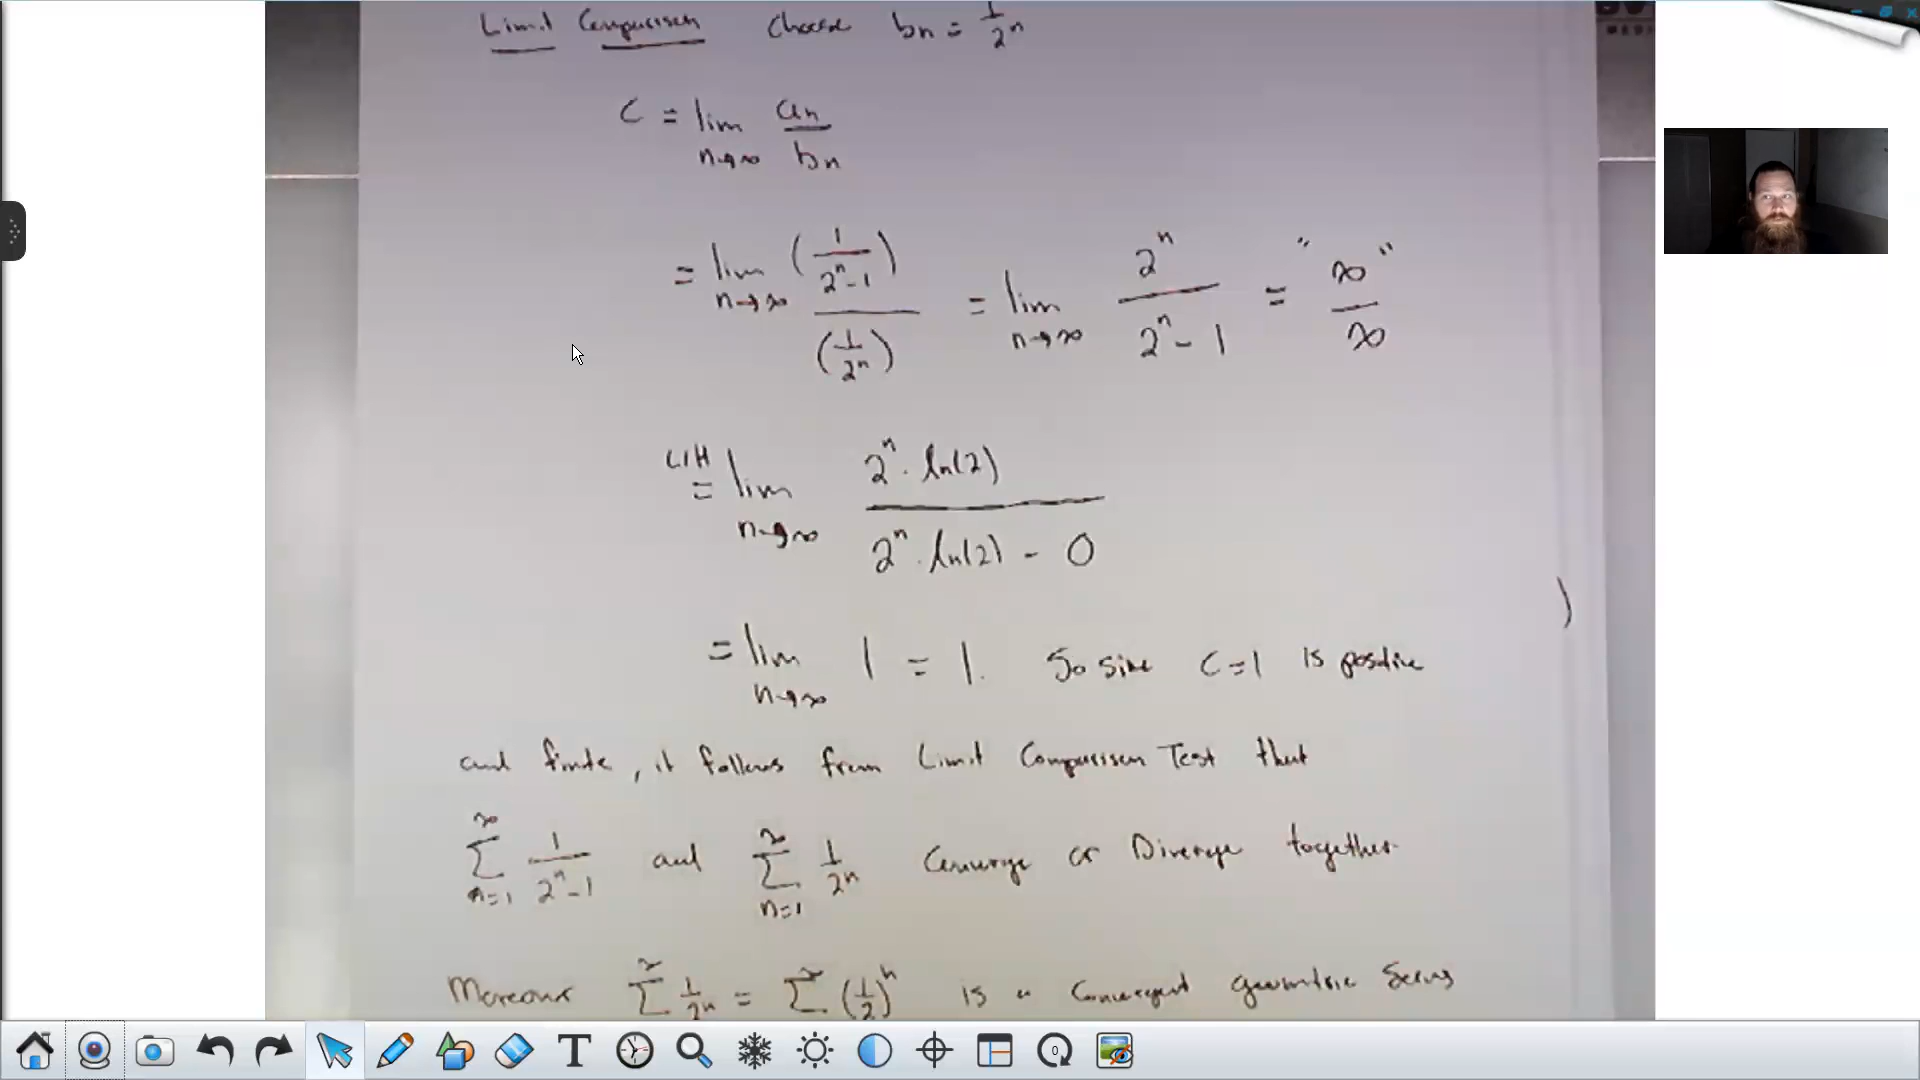 Limit Comparison Choose bn = 1/2^n
C = lim n→∞ an/bn
= lim n→∞ (1/(2^n-1))/(1/2^n) = lim n→∞ 2^n/(2^n - 1) = "∞/∞"
L'H = lim n→∞ (2^n · ln(2))/(2^n · ln(2) - 0)
= lim n→∞ 1 = 1. So since C=1 is positive
and finite, it follows from Limit Comparison Test that
∞ Σ n=1 1/(2^n-1) and ∞ Σ n=1 1/2^n Converge or Diverge together.
Moreover ∞ Σ 1/2^n = ∞ Σ (1/2)^n is a Convergent geometric Series
T
0